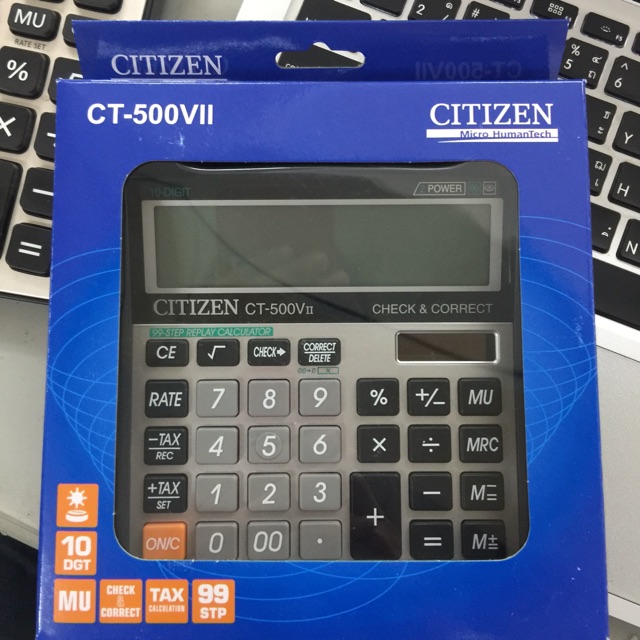 MU
RATE SET
%
×
=
CITIZEN
CT-500VII
CITIZEN
Micro HumanTech
10-DIGIT
POWER
CITIZEN CT-500VII
CHECK & CORRECT
99-STEP REPLAY CALCULATOR
CE √ CHECK➡ CORRECT DELETE
RATE 7 8 9 % +/− MU
−TAX REC 4 5 6 × ÷ MRC
+TAX SET 1 2 3 + − M=
ON/C 0 00 · = M±
10 DGT
MU
CHECK & CORRECT
TAX CALCULATION
99 STP